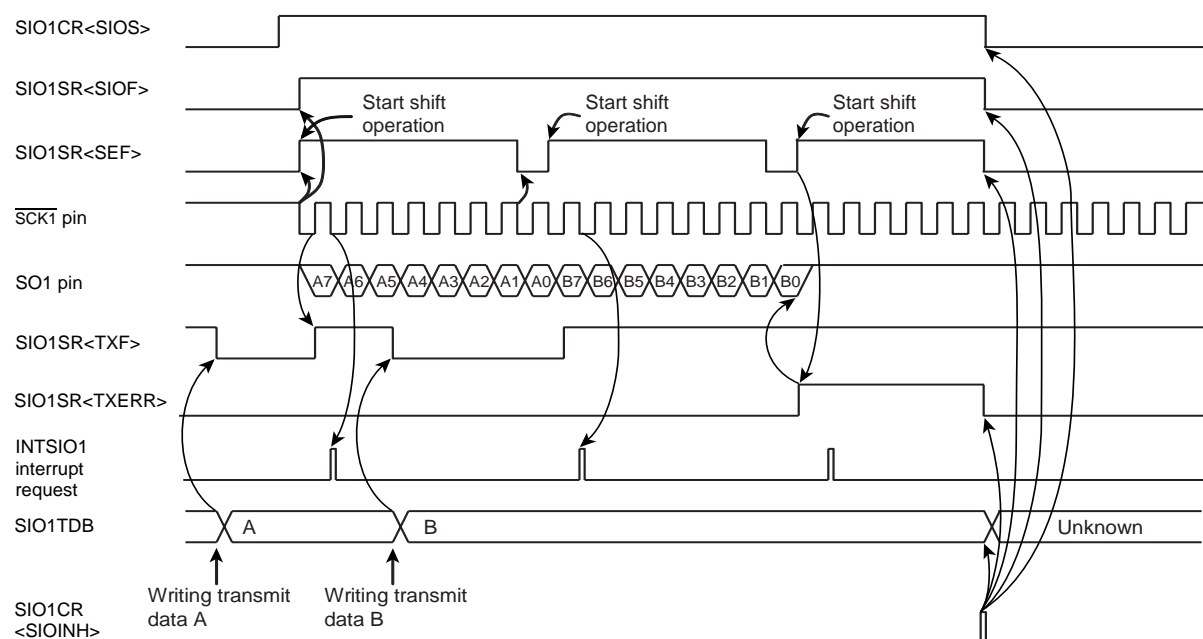 SIO1CR<SIOS>
SIO1SR<SIOF>
Start shift
operation
Start shift
operation
Start shift
operation
SIO1SR<SEF>
SCK1 pin
SO1 pin
A7 A6 A5 A4 A3 A2 A1 A0 B7 B6 B5 B4 B3 B2 B1 B0
SIO1SR<TXF>
SIO1SR<TXERR>
INTSIO1
interrupt
request
SIO1TDB
A
B
Unknown
Writing transmit
data A
Writing transmit
data B
SIO1CR
<SIOINH>